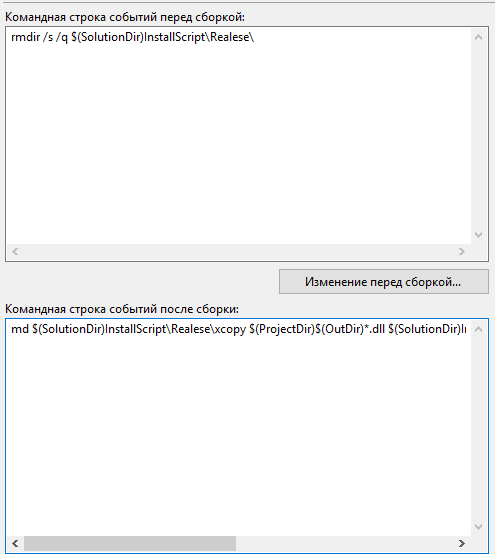 Командная строка событий перед сборкой:
rmdir /s /q $(SolutionDir)InstallScript\Realese\
Изменение перед сборкой...
Командная строка событий после сборки:
md $(SolutionDir)InstallScript\Realese\xcopy $(ProjectDir)$(OutDir)*.dll $(SolutionDir)I